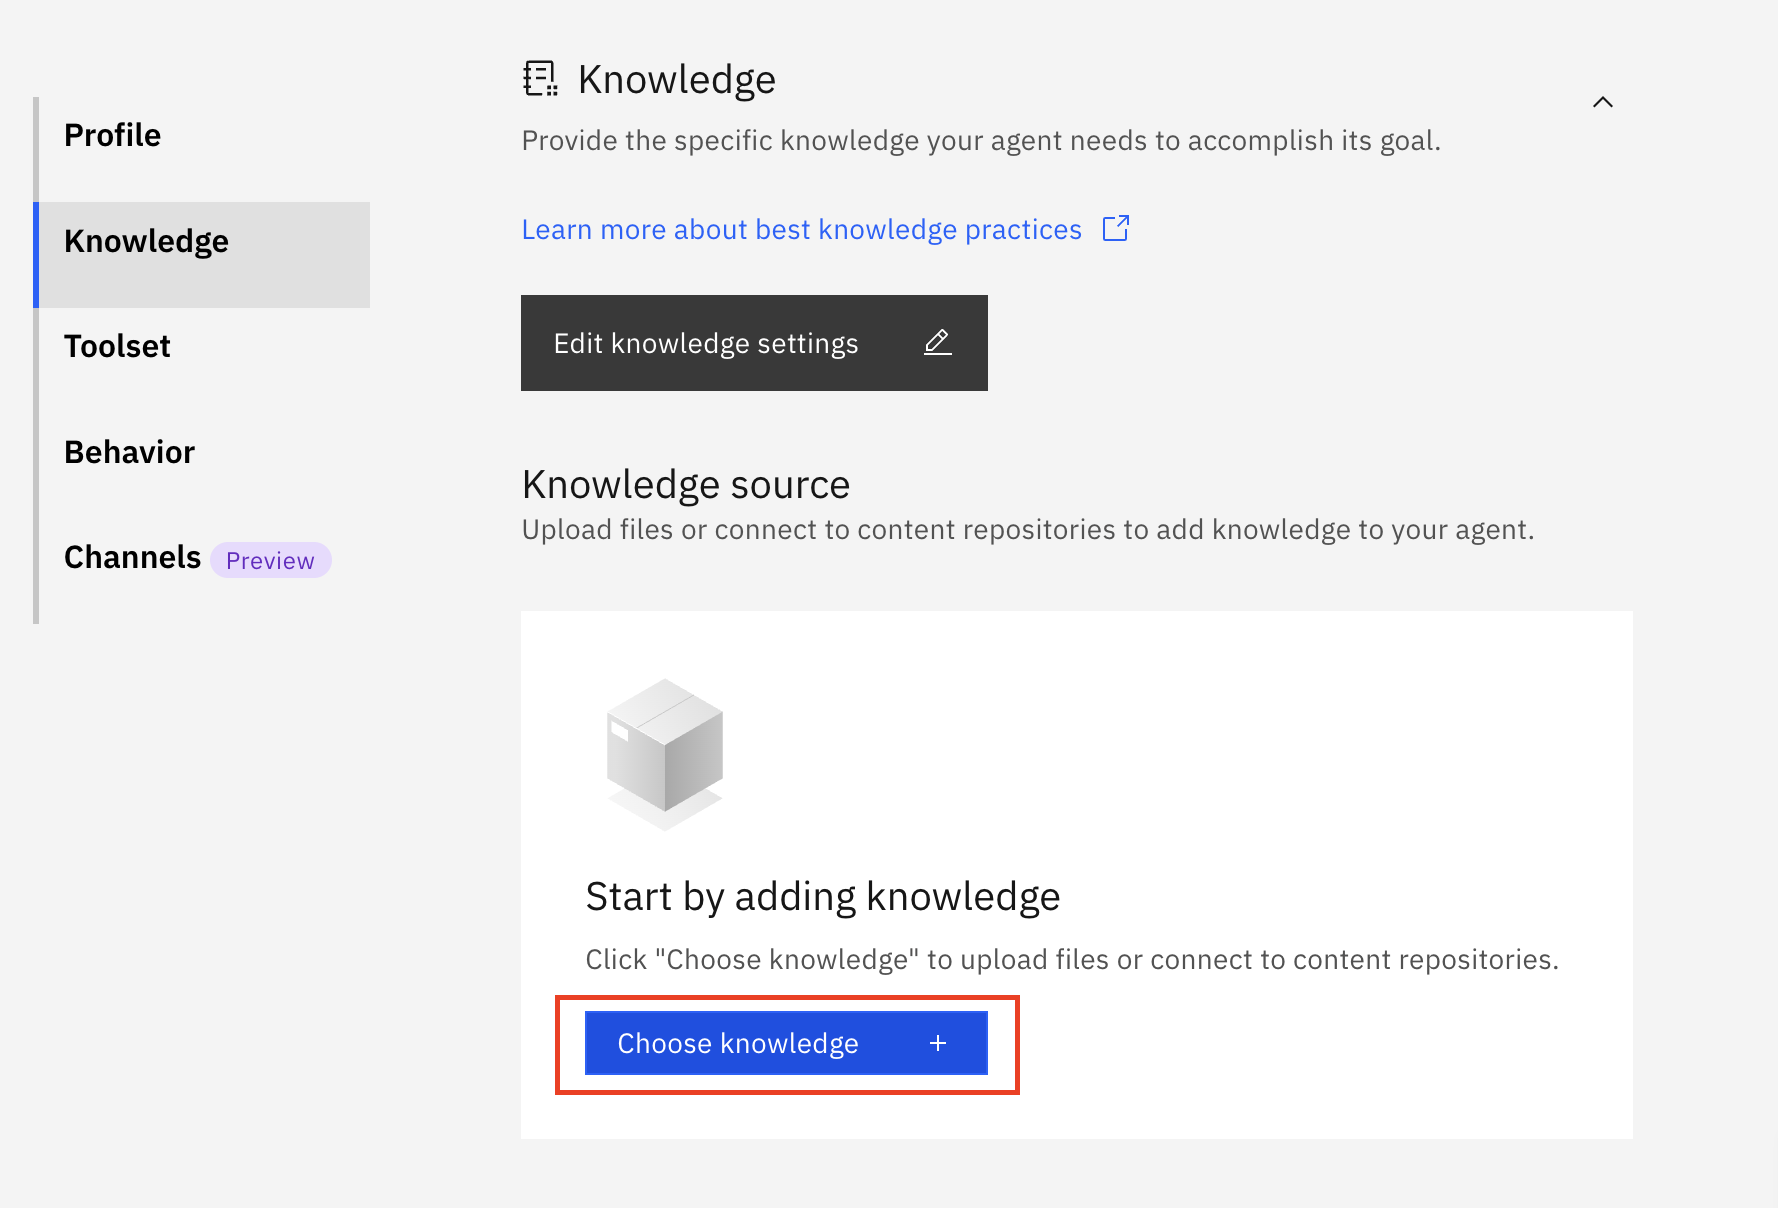 Profile
Knowledge
Toolset
Behavior
Channels Preview
Knowledge
Provide the specific knowledge your agent needs to accomplish its goal.
Learn more about best knowledge practices
Edit knowledge settings
Knowledge source
Upload files or connect to content repositories to add knowledge to your agent.
Start by adding knowledge
Click "Choose knowledge" to upload files or connect to content repositories.
Choose knowledge +